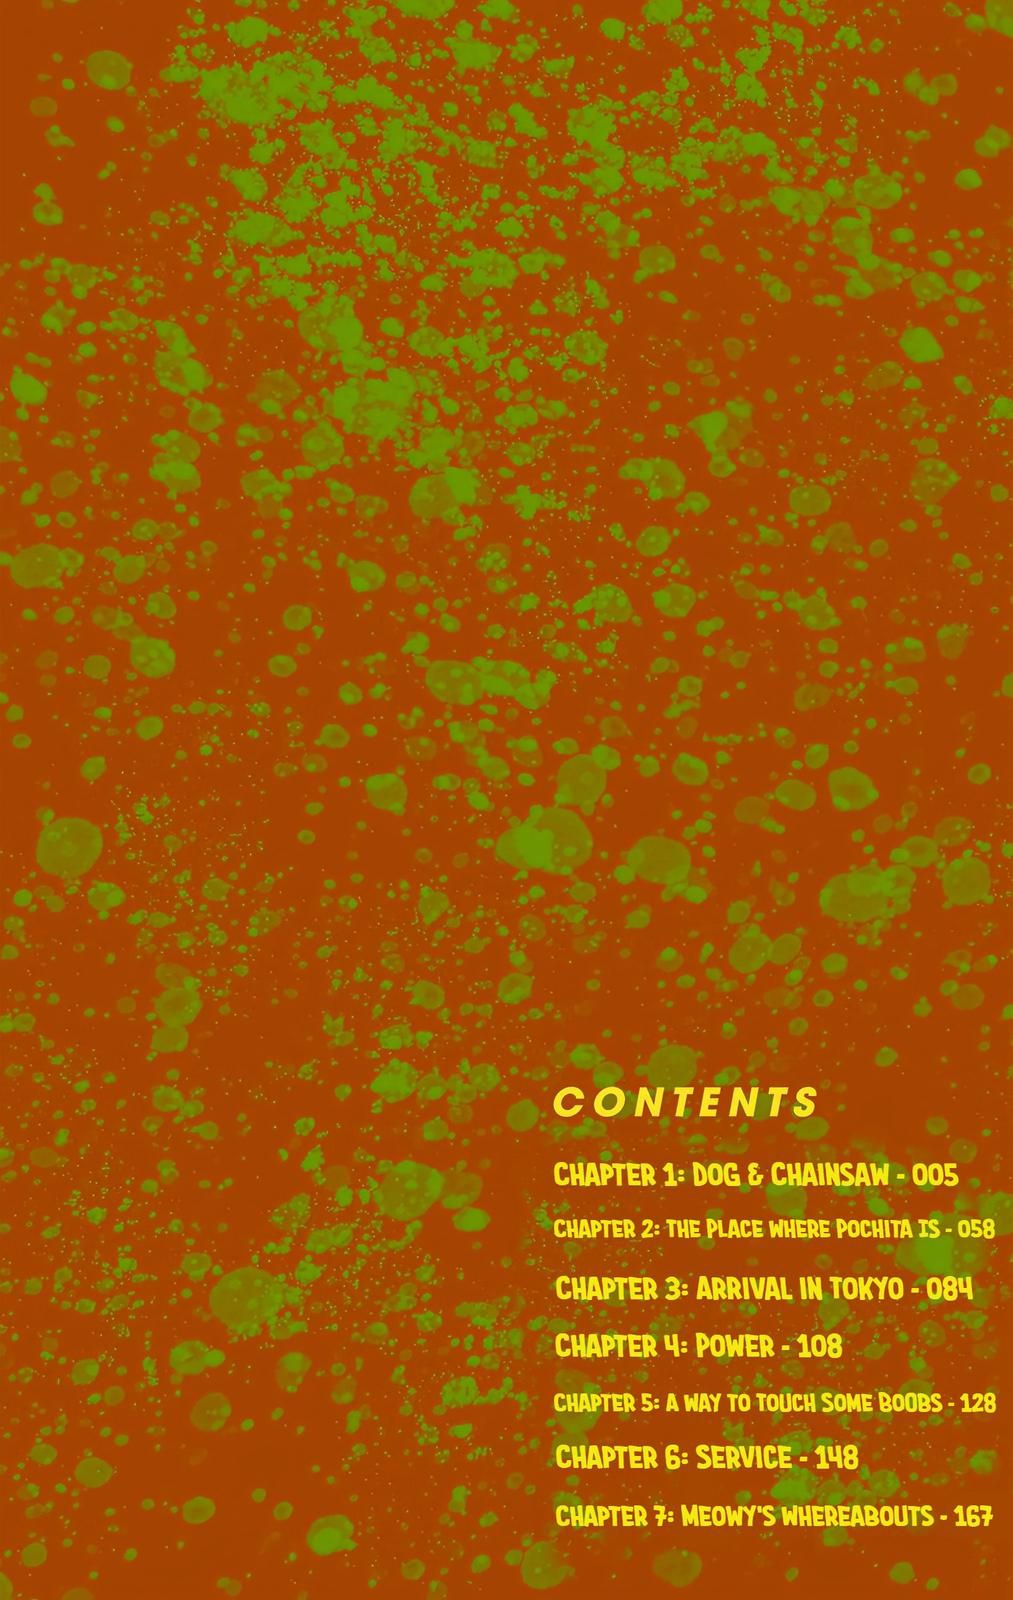 CONTENTS
CHAPTER 1: DOG & CHAINSAW - 005
CHAPTER 2: THE PLACE WHERE POCHITA IS - 058
CHAPTER 3: ARRIVAL IN TOKYO - 084
CHAPTER 4: POWER - 108
CHAPTER 5: A WAY TO TOUCH SOME BOOBS - 128
CHAPTER 6: SERVICE - 148
CHAPTER 7: MEOWY'S WHEREABOUTS - 167